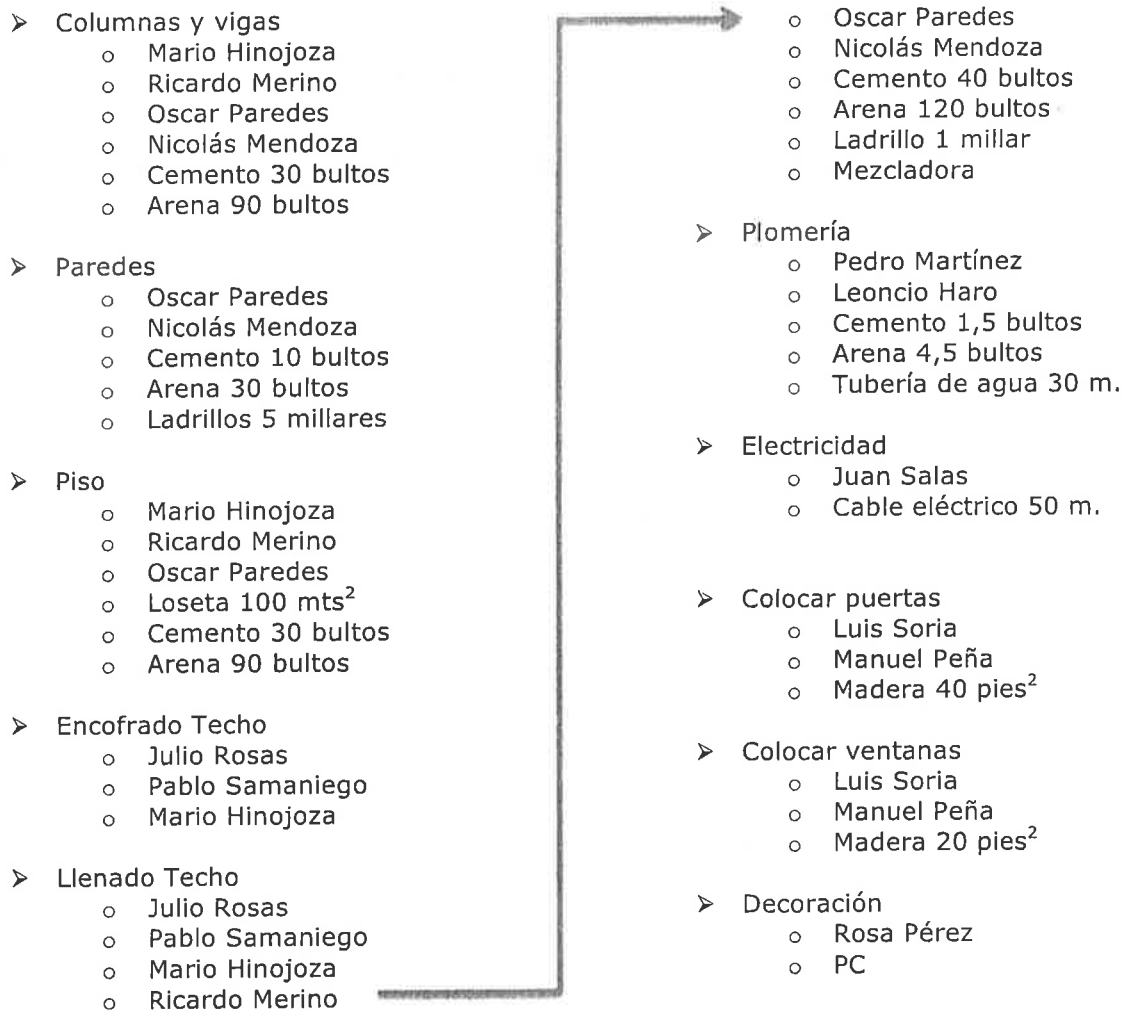 ➤ Columnas y vigas
o Mario Hinojoza
o Ricardo Merino
o Oscar Paredes
o Nicolás Mendoza
o Cemento 30 bultos
o Arena 90 bultos
➤ Paredes
o Oscar Paredes
o Nicolás Mendoza
o Cemento 10 bultos
o Arena 30 bultos
o Ladrillos 5 millares
➤ Piso
o Mario Hinojoza
o Ricardo Merino
o Oscar Paredes
o Loseta 100 mts²
o Cemento 30 bultos
o Arena 90 bultos
➤ Encofrado Techo
o Julio Rosas
o Pablo Samaniego
o Mario Hinojoza
➤ Llenado Techo
o Julio Rosas
o Pablo Samaniego
o Mario Hinojoza
o Ricardo Merino
o Oscar Paredes
o Nicolás Mendoza
o Cemento 40 bultos
o Arena 120 bultos
o Ladrillo 1 millar
o Mezcladora
➤ Plomería
o Pedro Martínez
o Leoncio Haro
o Cemento 1,5 bultos
o Arena 4,5 bultos
o Tubería de agua 30 m.
➤ Electricidad
o Juan Salas
o Cable eléctrico 50 m.
➤ Colocar puertas
o Luis Soria
o Manuel Peña
o Madera 40 pies²
➤ Colocar ventanas
o Luis Soria
o Manuel Peña
o Madera 20 pies²
➤ Decoración
o Rosa Pérez
o PC